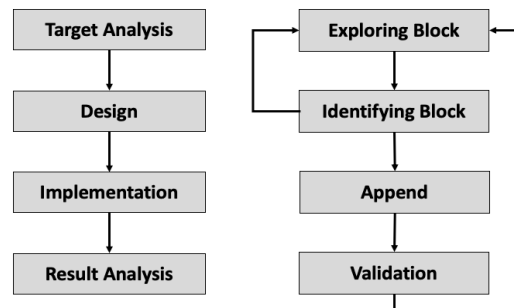 Target Analysis
Design
Implementation
Result Analysis
Exploring Block
Identifying Block
Append
Validation